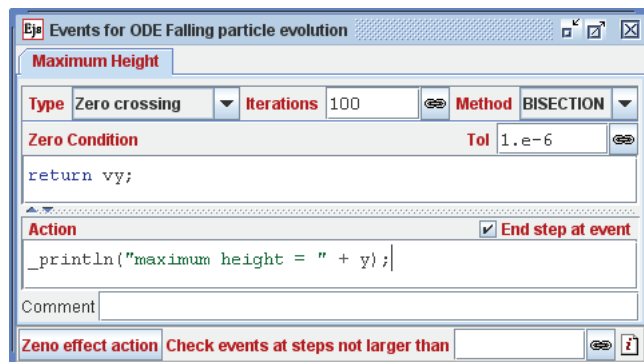 Ejs Events for ODE Falling particle evolution
Maximum Height
Type Zero crossing Iterations 100 Method BISECTION
Zero Condition Tol 1.e-6
return vy;
Action End step at event
_println("maximum height = " + y);
Comment
Zeno effect action Check events at steps not larger than i